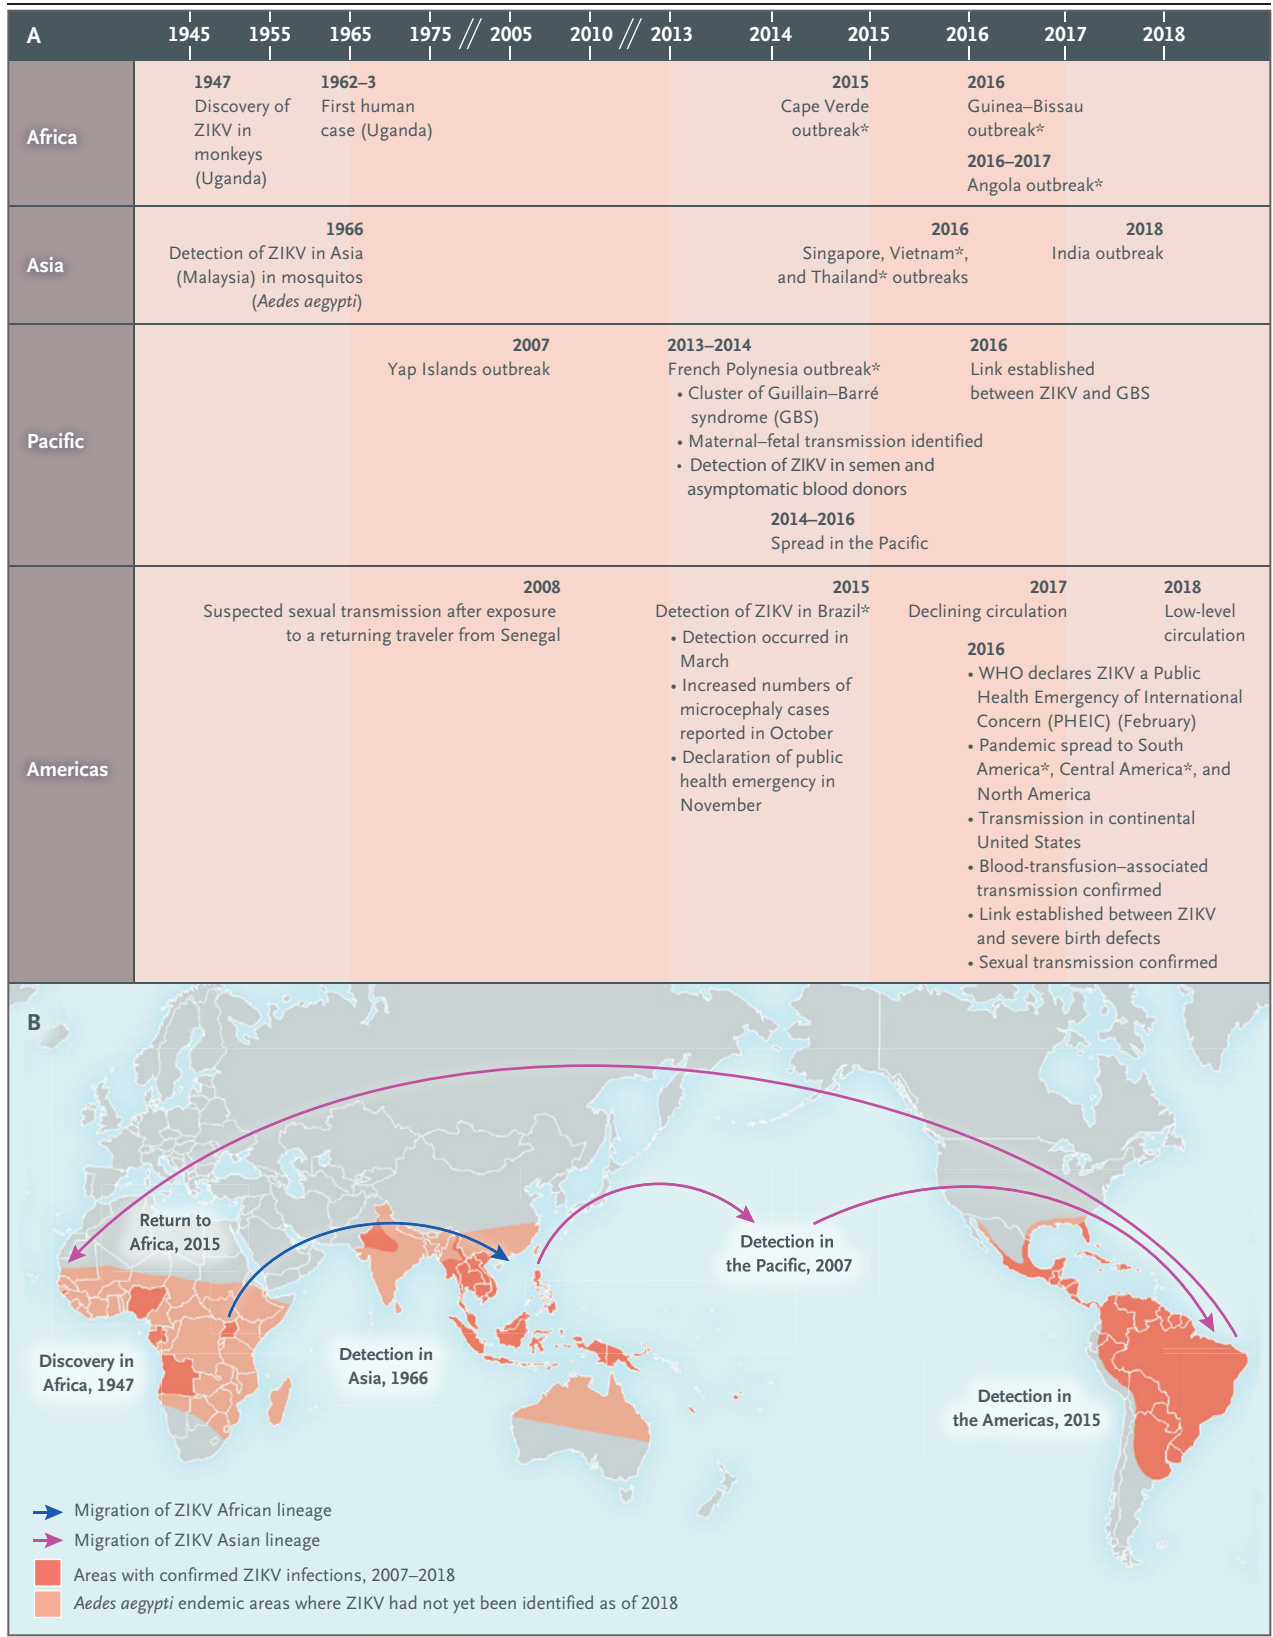 A
1945 1955 1965 1975 // 2005 2010 // 2013 2014 2015 2016 2017 2018
Africa
1947
Discovery of
ZIKV in
monkeys
(Uganda)
1962–3
First human
case (Uganda)
2015
Cape Verde
outbreak*
2016
Guinea–Bissau
outbreak*
2016–2017
Angola outbreak*
Asia
1966
Detection of ZIKV in Asia
(Malaysia) in mosquitos
(Aedes aegypti)
2016
Singapore, Vietnam*,
and Thailand* outbreaks
2018
India outbreak
Pacific
2007
Yap Islands outbreak
2013–2014
French Polynesia outbreak*
• Cluster of Guillain–Barré
syndrome (GBS)
• Maternal–fetal transmission identified
• Detection of ZIKV in semen and
asymptomatic blood donors
2014–2016
Spread in the Pacific
2016
Link established
between ZIKV and GBS
Americas
2008
Suspected sexual transmission after exposure
to a returning traveler from Senegal
2015
Detection of ZIKV in Brazil*
• Detection occurred in
March
• Increased numbers of
microcephaly cases
reported in October
• Declaration of public
health emergency in
November
2017
Declining circulation
2018
Low-level
circulation
2016
• WHO declares ZIKV a Public
Health Emergency of International
Concern (PHEIC) (February)
• Pandemic spread to South
America*, Central America*, and
North America
• Transmission in continental
United States
• Blood-transfusion–associated
transmission confirmed
• Link established between ZIKV
and severe birth defects
• Sexual transmission confirmed
B
Return to
Africa, 2015
Detection in
the Pacific, 2007
Discovery in
Africa, 1947
Detection in
Asia, 1966
Detection in
the Americas, 2015
Migration of ZIKV African lineage
Migration of ZIKV Asian lineage
Areas with confirmed ZIKV infections, 2007–2018
Aedes aegypti endemic areas where ZIKV had not yet been identified as of 2018